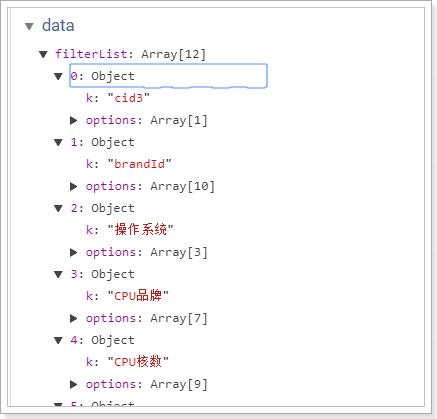 data
filterList: Array[12]
0: Object
k: "cid3"
options: Array[1]
1: Object
k: "brandId"
options: Array[10]
2: Object
k: "操作系统"
options: Array[3]
3: Object
k: "CPU品牌"
options: Array[7]
4: Object
k: "CPU核数"
options: Array[9]
5: Object